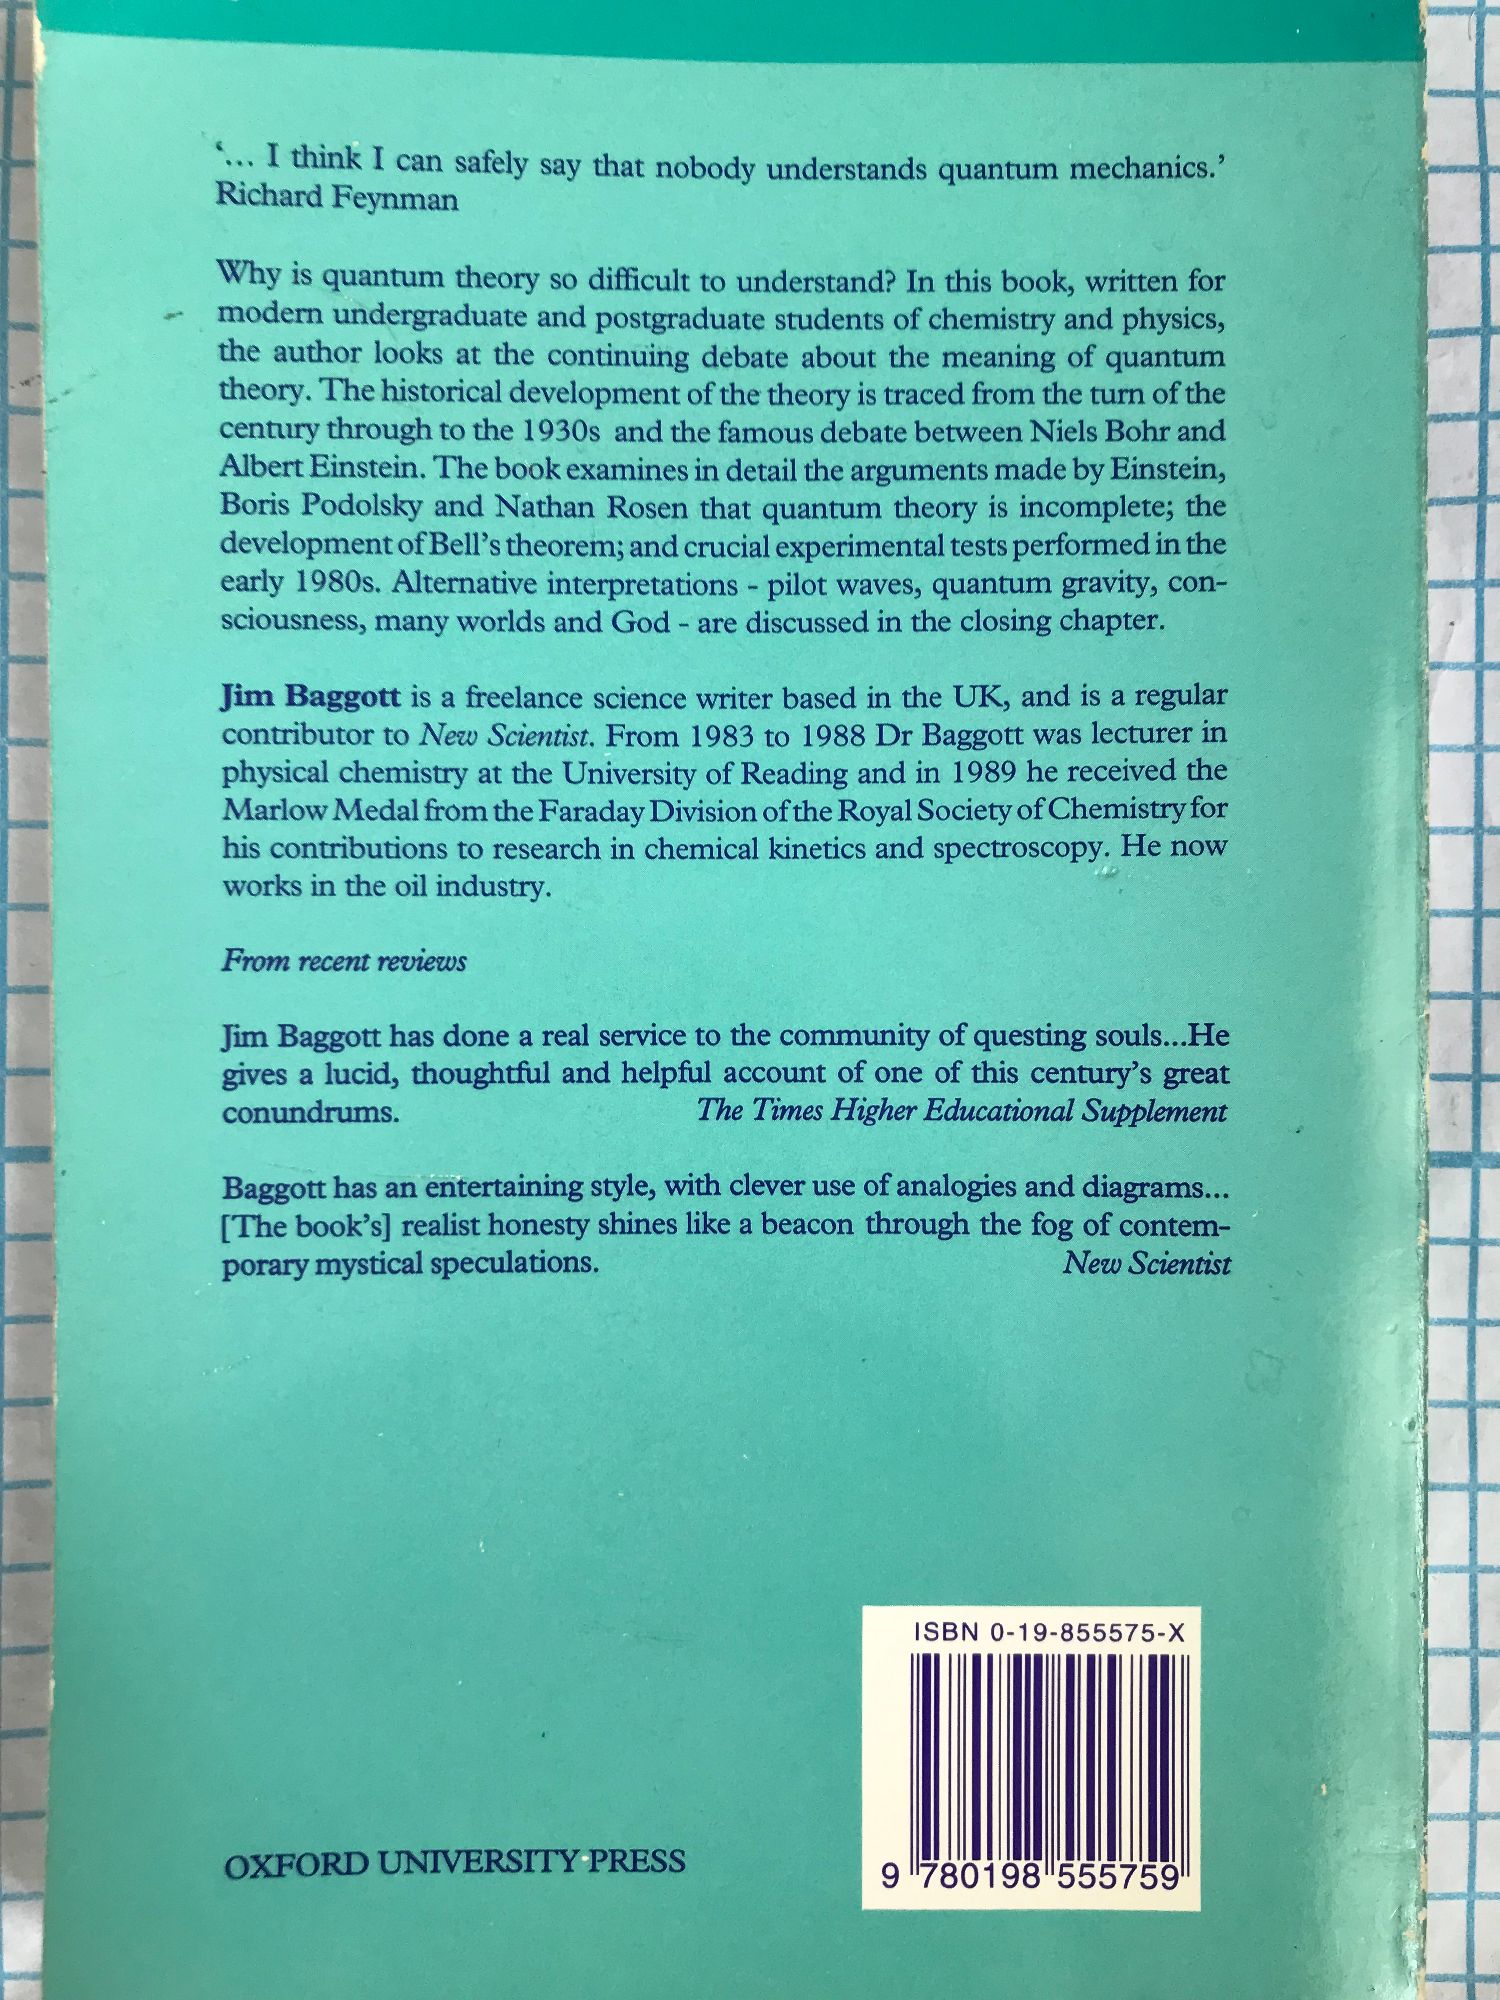 ‘... I think I can safely say that nobody understands quantum mechanics.’
Richard Feynman
Why is quantum theory so difficult to understand? In this book, written for
modern undergraduate and postgraduate students of chemistry and physics,
the author looks at the continuing debate about the meaning of quantum
theory. The historical development of the theory is traced from the turn of the
century through to the 1930s and the famous debate between Niels Bohr and
Albert Einstein. The book examines in detail the arguments made by Einstein,
Boris Podolsky and Nathan Rosen that quantum theory is incomplete; the
development of Bell’s theorem; and crucial experimental tests performed in the
early 1980s. Alternative interpretations - pilot waves, quantum gravity, con-
sciousness, many worlds and God - are discussed in the closing chapter.
Jim Baggott is a freelance science writer based in the UK, and is a regular
contributor to New Scientist. From 1983 to 1988 Dr Baggott was lecturer in
physical chemistry at the University of Reading and in 1989 he received the
Marlow Medal from the Faraday Division of the Royal Society of Chemistry for
his contributions to research in chemical kinetics and spectroscopy. He now
works in the oil industry.
From recent reviews
Jim Baggott has done a real service to the community of questing souls...He
gives a lucid, thoughtful and helpful account of one of this century’s great
conundrums. The Times Higher Educational Supplement
Baggott has an entertaining style, with clever use of analogies and diagrams...
[The book’s] realist honesty shines like a beacon through the fog of contem-
porary mystical speculations. New Scientist
ISBN 0-19-855575-X
9 780198 555759
OXFORD UNIVERSITY PRESS